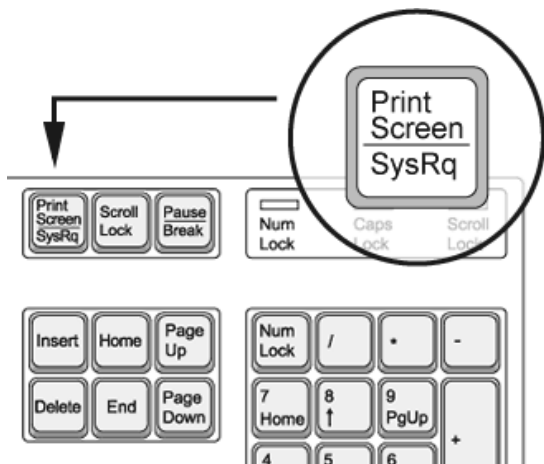 Print
Screen
SysRq
Print
Screen
SysRq
Scroll
Lock
Pause
Break
Num
Lock
Caps
Lock
Scroll
Lock
Insert
Home
Page
Up
Num
Lock
/
*
-
Delete
End
Page
Down
7
Home
8
↑
9
PgUp
+
4
5
6